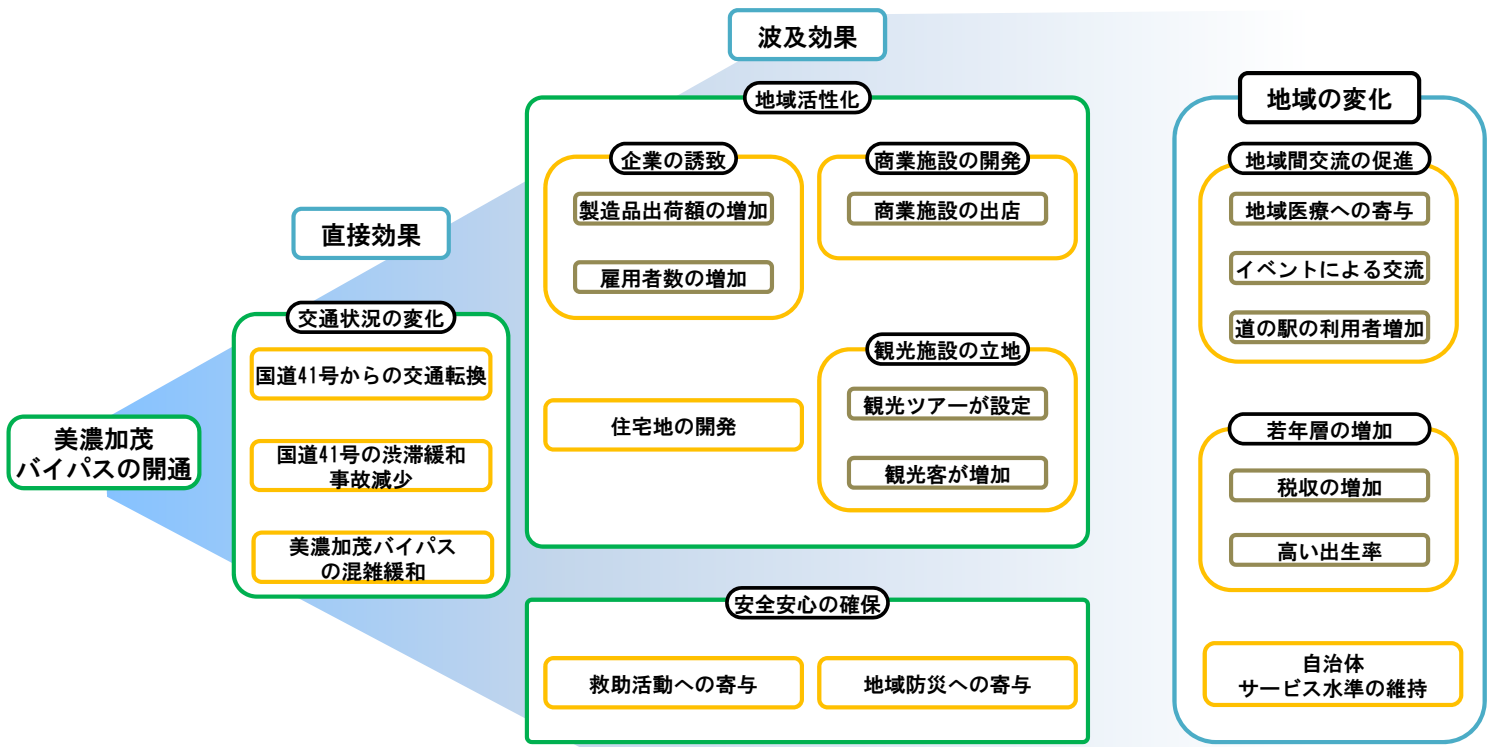 美濃加茂
バイパスの開通
直接効果
交通状況の変化
国道41号からの交通転換
国道41号の渋滞緩和
事故減少
美濃加茂バイパス
の混雑緩和
波及効果
地域活性化
企業の誘致
製造品出荷額の増加
雇用者数の増加
商業施設の開発
商業施設の出店
住宅地の開発
観光施設の立地
観光ツアーが設定
観光客が増加
安全安心の確保
救助活動への寄与
地域防災への寄与
地域の変化
地域間交流の促進
地域医療への寄与
イベントによる交流
道の駅の利用者増加
若年層の増加
税収の増加
高い出生率
自治体
サービス水準の維持